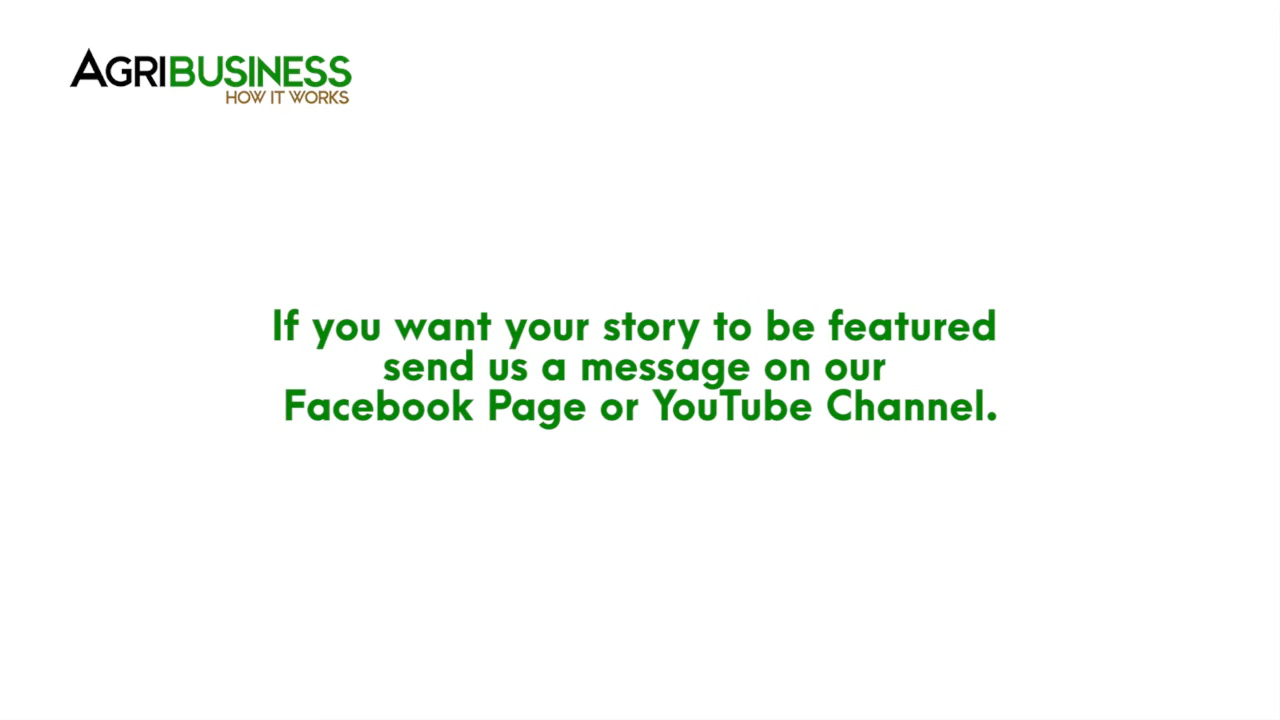 AGRIBUSINESS
HOW IT WORKS
If you want your story to be featured
send us a message on our
Facebook Page or YouTube Channel.